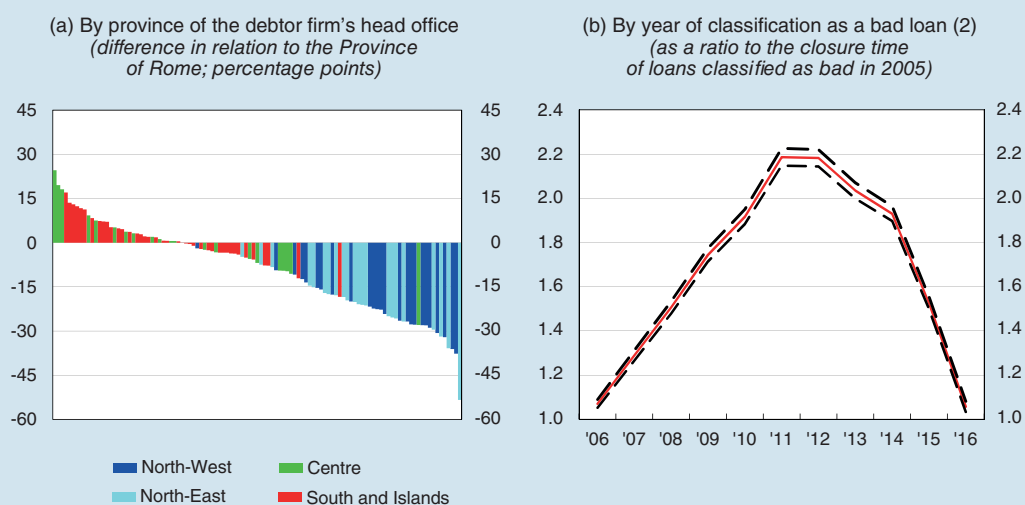 (a) By province of the debtor firm's head office
(difference in relation to the Province
of Rome; percentage points)
45 45
30 30
15 15
0 0
-15 -15
-30 -30
-45 -45
-60 -60
North-West Centre
North-East South and Islands
(b) By year of classification as a bad loan (2)
(as a ratio to the closure time
of loans classified as bad in 2005)
2.4 2.4
2.2 2.2
2.0 2.0
1.8 1.8
1.6 1.6
1.4 1.4
1.2 1.2
1.0 1.0
'06 '07 '08 '09 '10 '11 '12 '13 '14 '15 '16